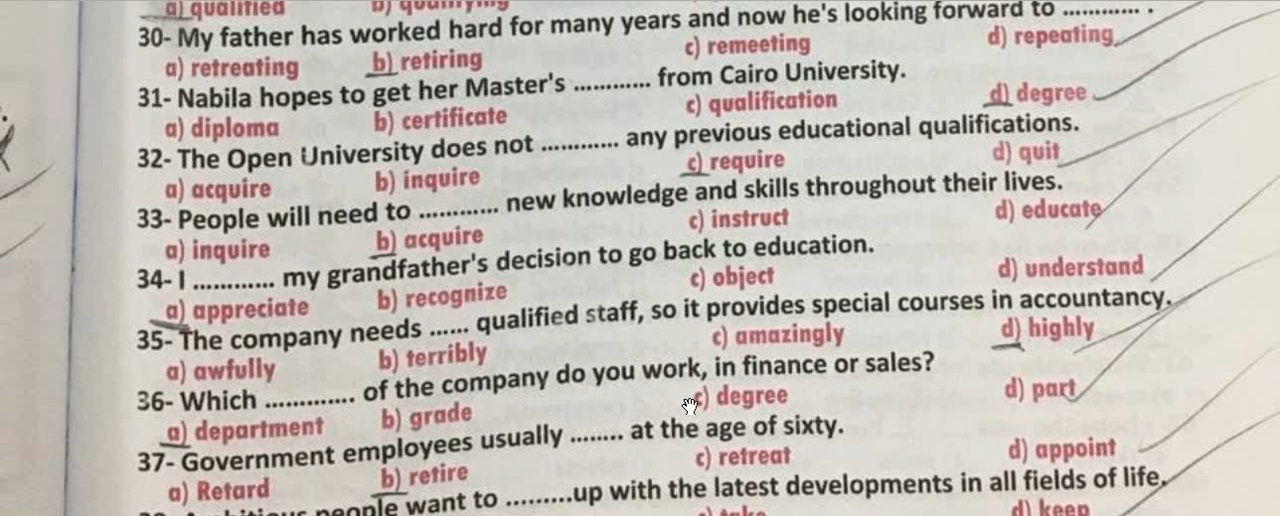 a) qualified b) qualifying
30- My father has worked hard for many years and now he's looking forward to ............ .
a) retreating b) retiring c) remeeting d) repeating
31- Nabila hopes to get her Master's ............ from Cairo University.
a) diploma b) certificate c) qualification d) degree
32- The Open University does not ............ any previous educational qualifications.
a) acquire b) inquire c) require d) quit
33- People will need to ............ new knowledge and skills throughout their lives.
a) inquire b) acquire c) instruct d) educate
34- I ............ my grandfather's decision to go back to education.
a) appreciate b) recognize c) object d) understand
35- The company needs ...... qualified staff, so it provides special courses in accountancy.
a) awfully b) terribly c) amazingly d) highly
36- Which ............. of the company do you work, in finance or sales?
a) department b) grade c) degree d) part
37- Government employees usually ........ at the age of sixty.
a) Retard b) retire c) retreat d) appoint
people want to .........up with the latest developments in all fields of life.
c) take d) keep